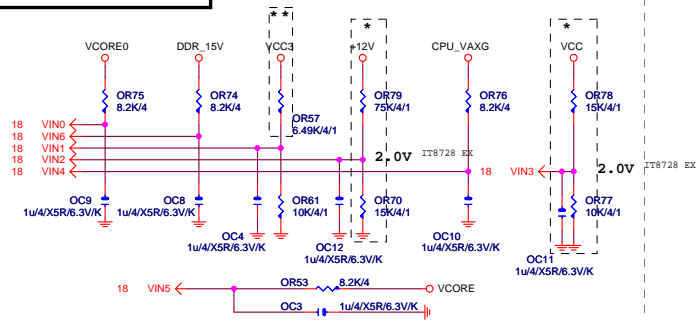 * *
*
*
VCORE0
DDR_15V
VCC3
+12V
CPU_VAXG
VCC
OR75
8.2K/4
OR74
8.2K/4
OR57
6.49K/4/1
OR79
75K/4/1
OR76
8.2K/4
OR78
15K/4/1
18 VIN0
18 VIN6
18 VIN1
18 VIN2
18 VIN4
2.0V
IT8728 EX
18 VIN3
2.0V
IT8728 EX
OC9
1u/4/X5R/6.3V/K
OC8
1u/4/X5R/6.3V/K
OC4
1u/4/X5R/6.3V/K
OR61
10K/4/1
OC12
1u/4/X5R/6.3V/K
OR70
15K/4/1
OC10
1u/4/X5R/6.3V/K
OC11
1u/4/X5R/6.3V/K
OR77
10K/4/1
18 VIN5
OR53
8.2K/4
VCORE
OC3
1u/4/X5R/6.3V/K